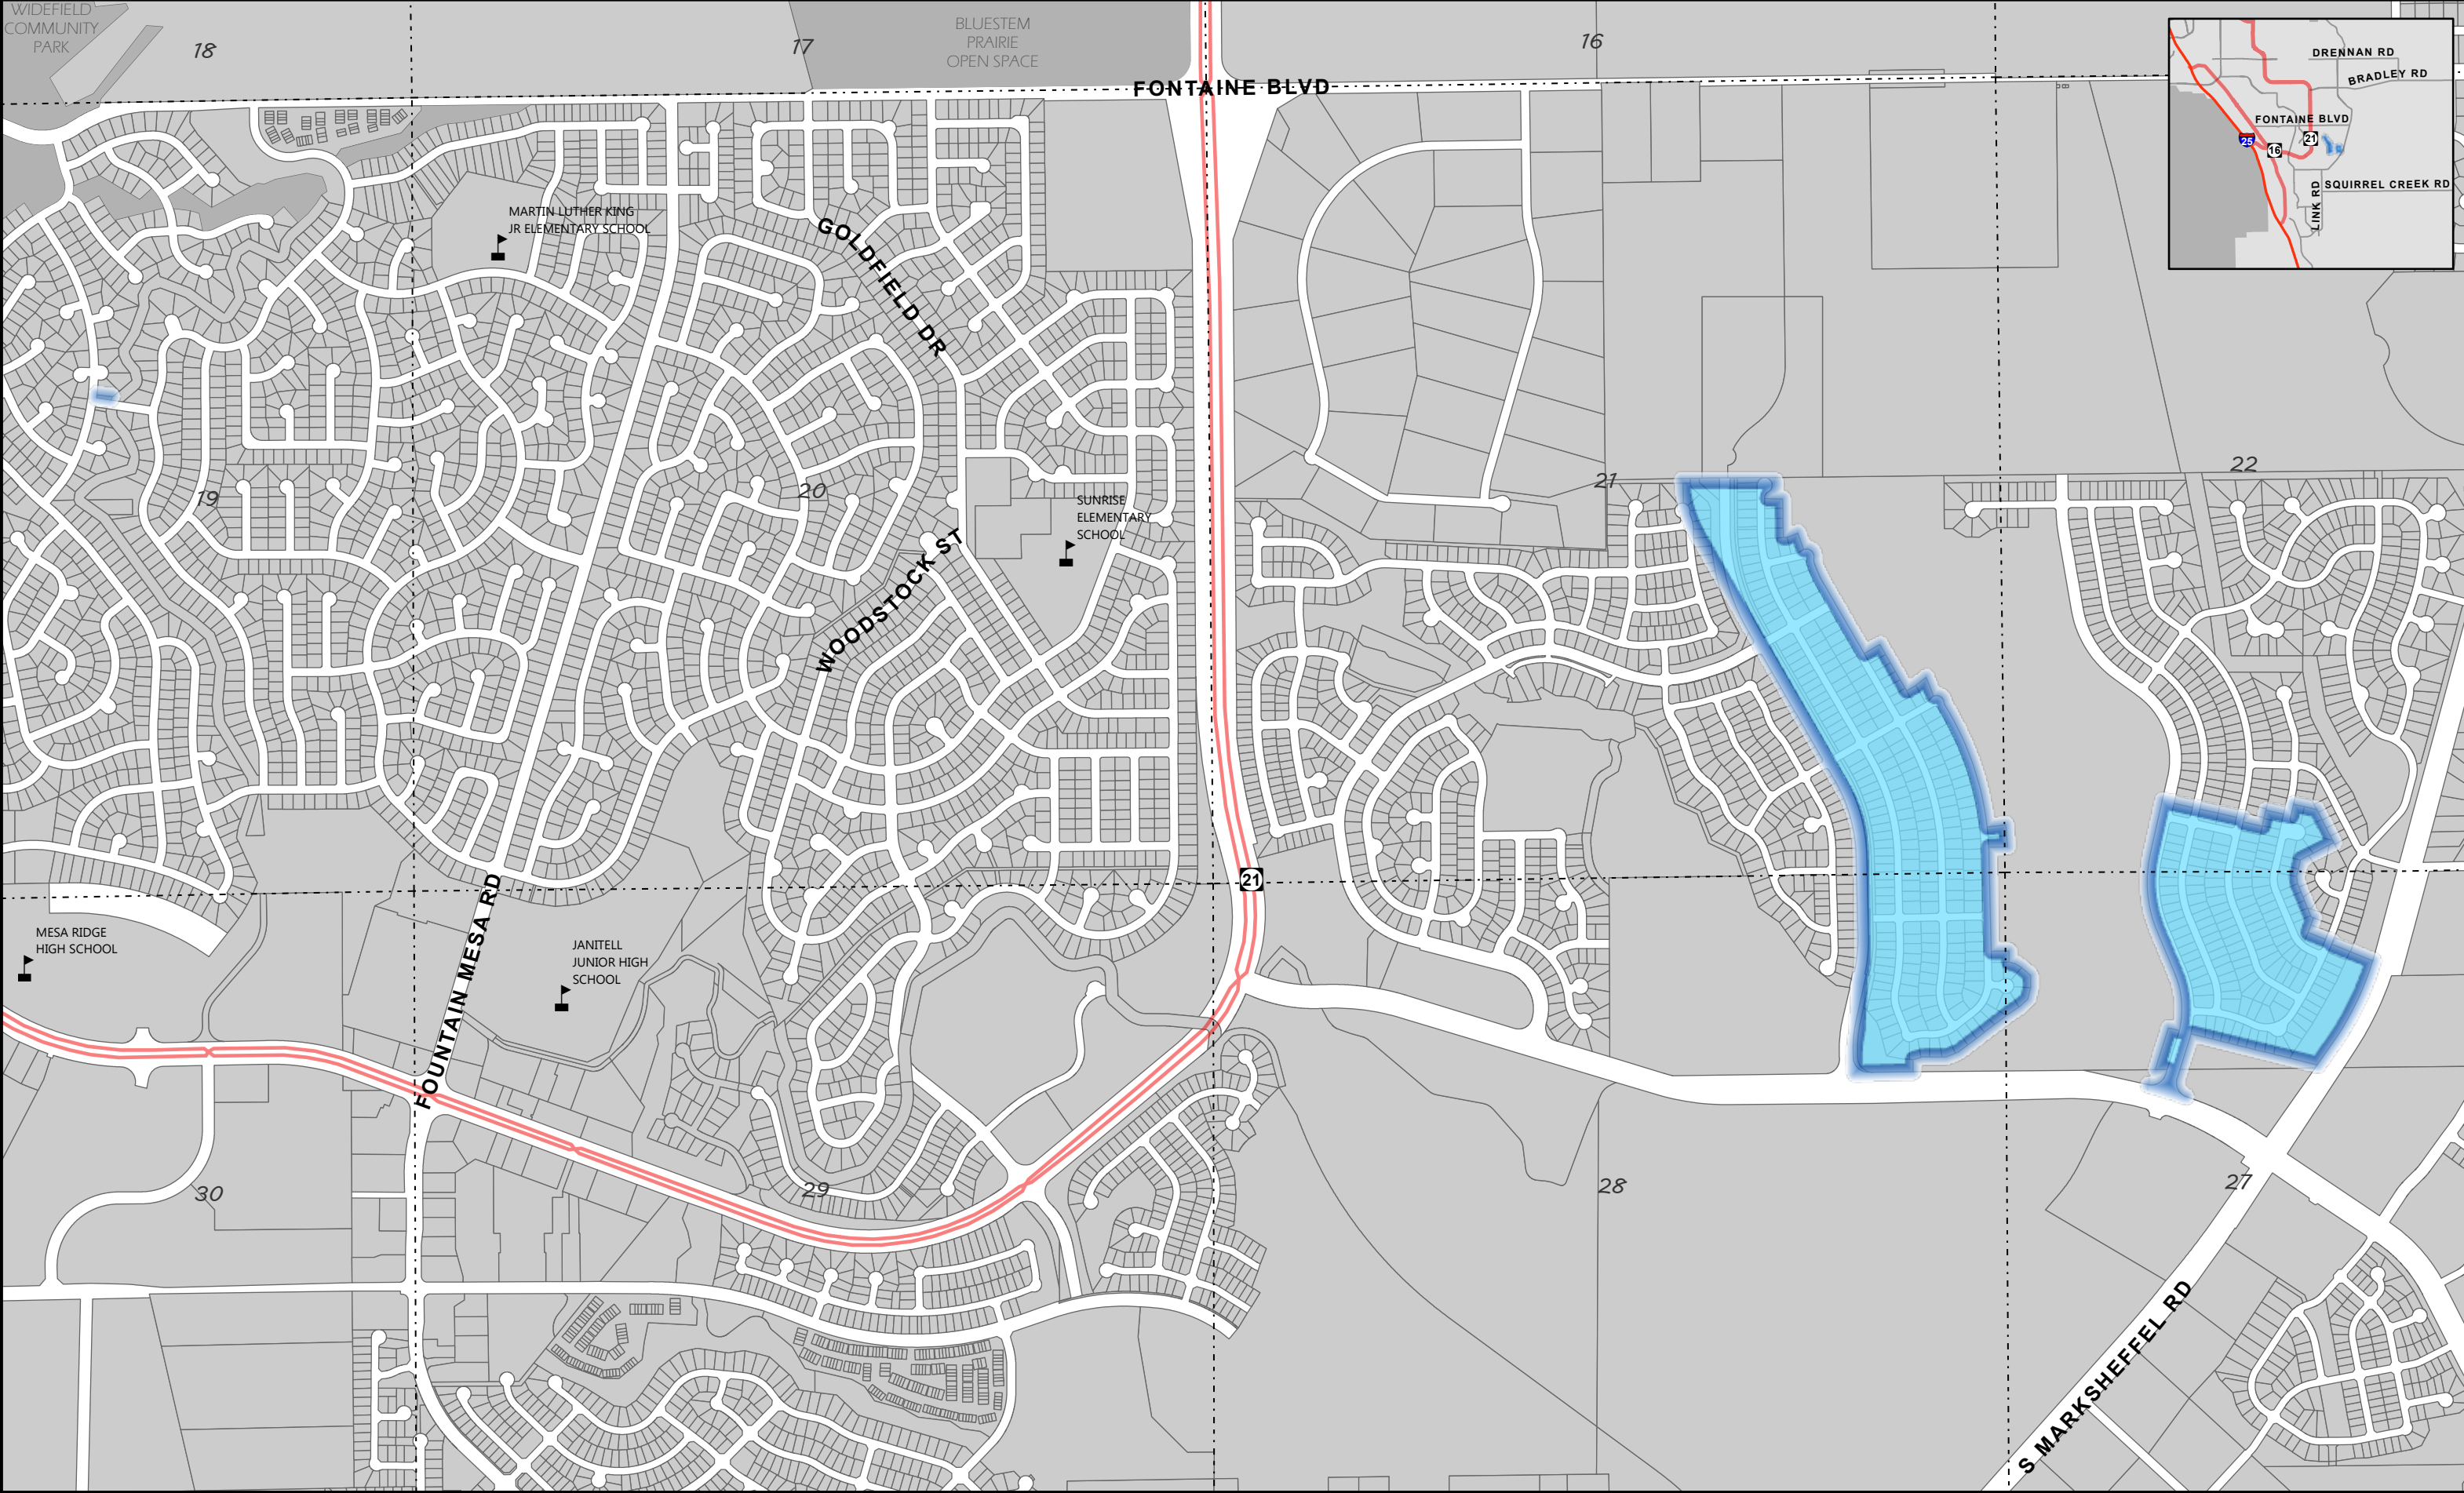 WIDEFIELD
COMMUNITY
PARK
18
17
BLUESTEM
PRAIRIE
OPEN SPACE
16
FONTAINE BLVD
DRENNAN RD
BRADLEY RD
FONTAINE BLVD
25
16
21
SQUIRREL CREEK RD
LINK RD
MARTIN LUTHER KING
JR ELEMENTARY SCHOOL
GOLDFIELD DR
19
20
SUNRISE
ELEMENTARY
SCHOOL
21
22
WOODSTOCK ST
21
MESA RIDGE
HIGH SCHOOL
FOUNTAIN MESA RD
JANITELL
JUNIOR HIGH
SCHOOL
30
29
28
27
S MARKSHEFFEL RD